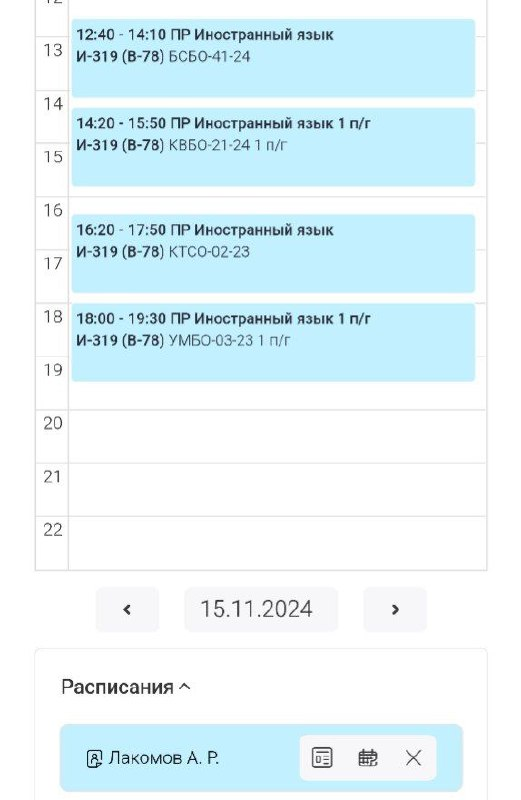 12
13
12:40 - 14:10 ПР Иностранный язык
И-319 (В-78) БСБО-41-24
14
14:20 - 15:50 ПР Иностранный язык 1 п/г
И-319 (В-78) КВБО-21-24 1 п/г
15
16
16:20 - 17:50 ПР Иностранный язык
И-319 (В-78) КТСО-02-23
17
18
18:00 - 19:30 ПР Иностранный язык 1 п/г
И-319 (В-78) УМБО-03-23 1 п/г
19
20
21
22
15.11.2024
Расписания
Лакомов А. Р.